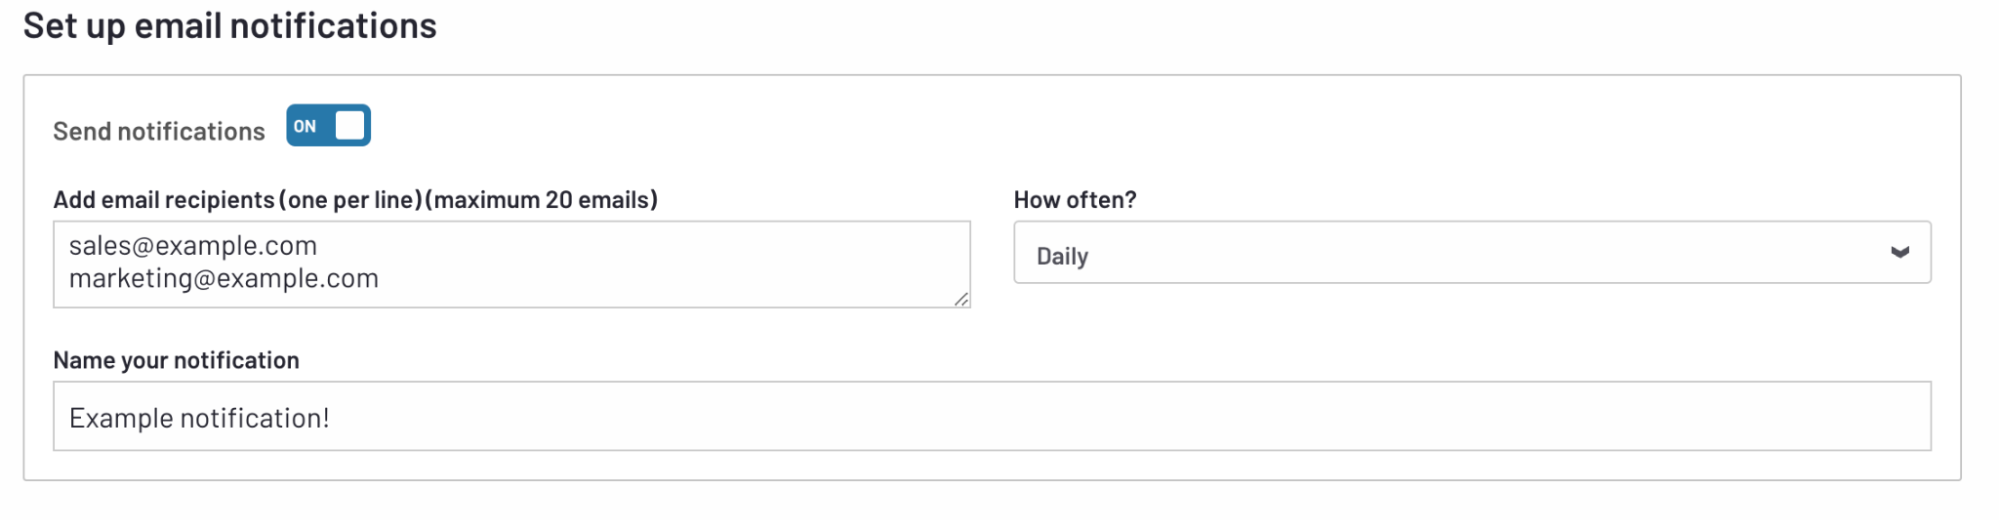 Set up email notifications
Send notifications ON
Add email recipients (one per line) (maximum 20 emails)
sales@example.com
marketing@example.com
How often?
Daily
Name your notification
Example notification!